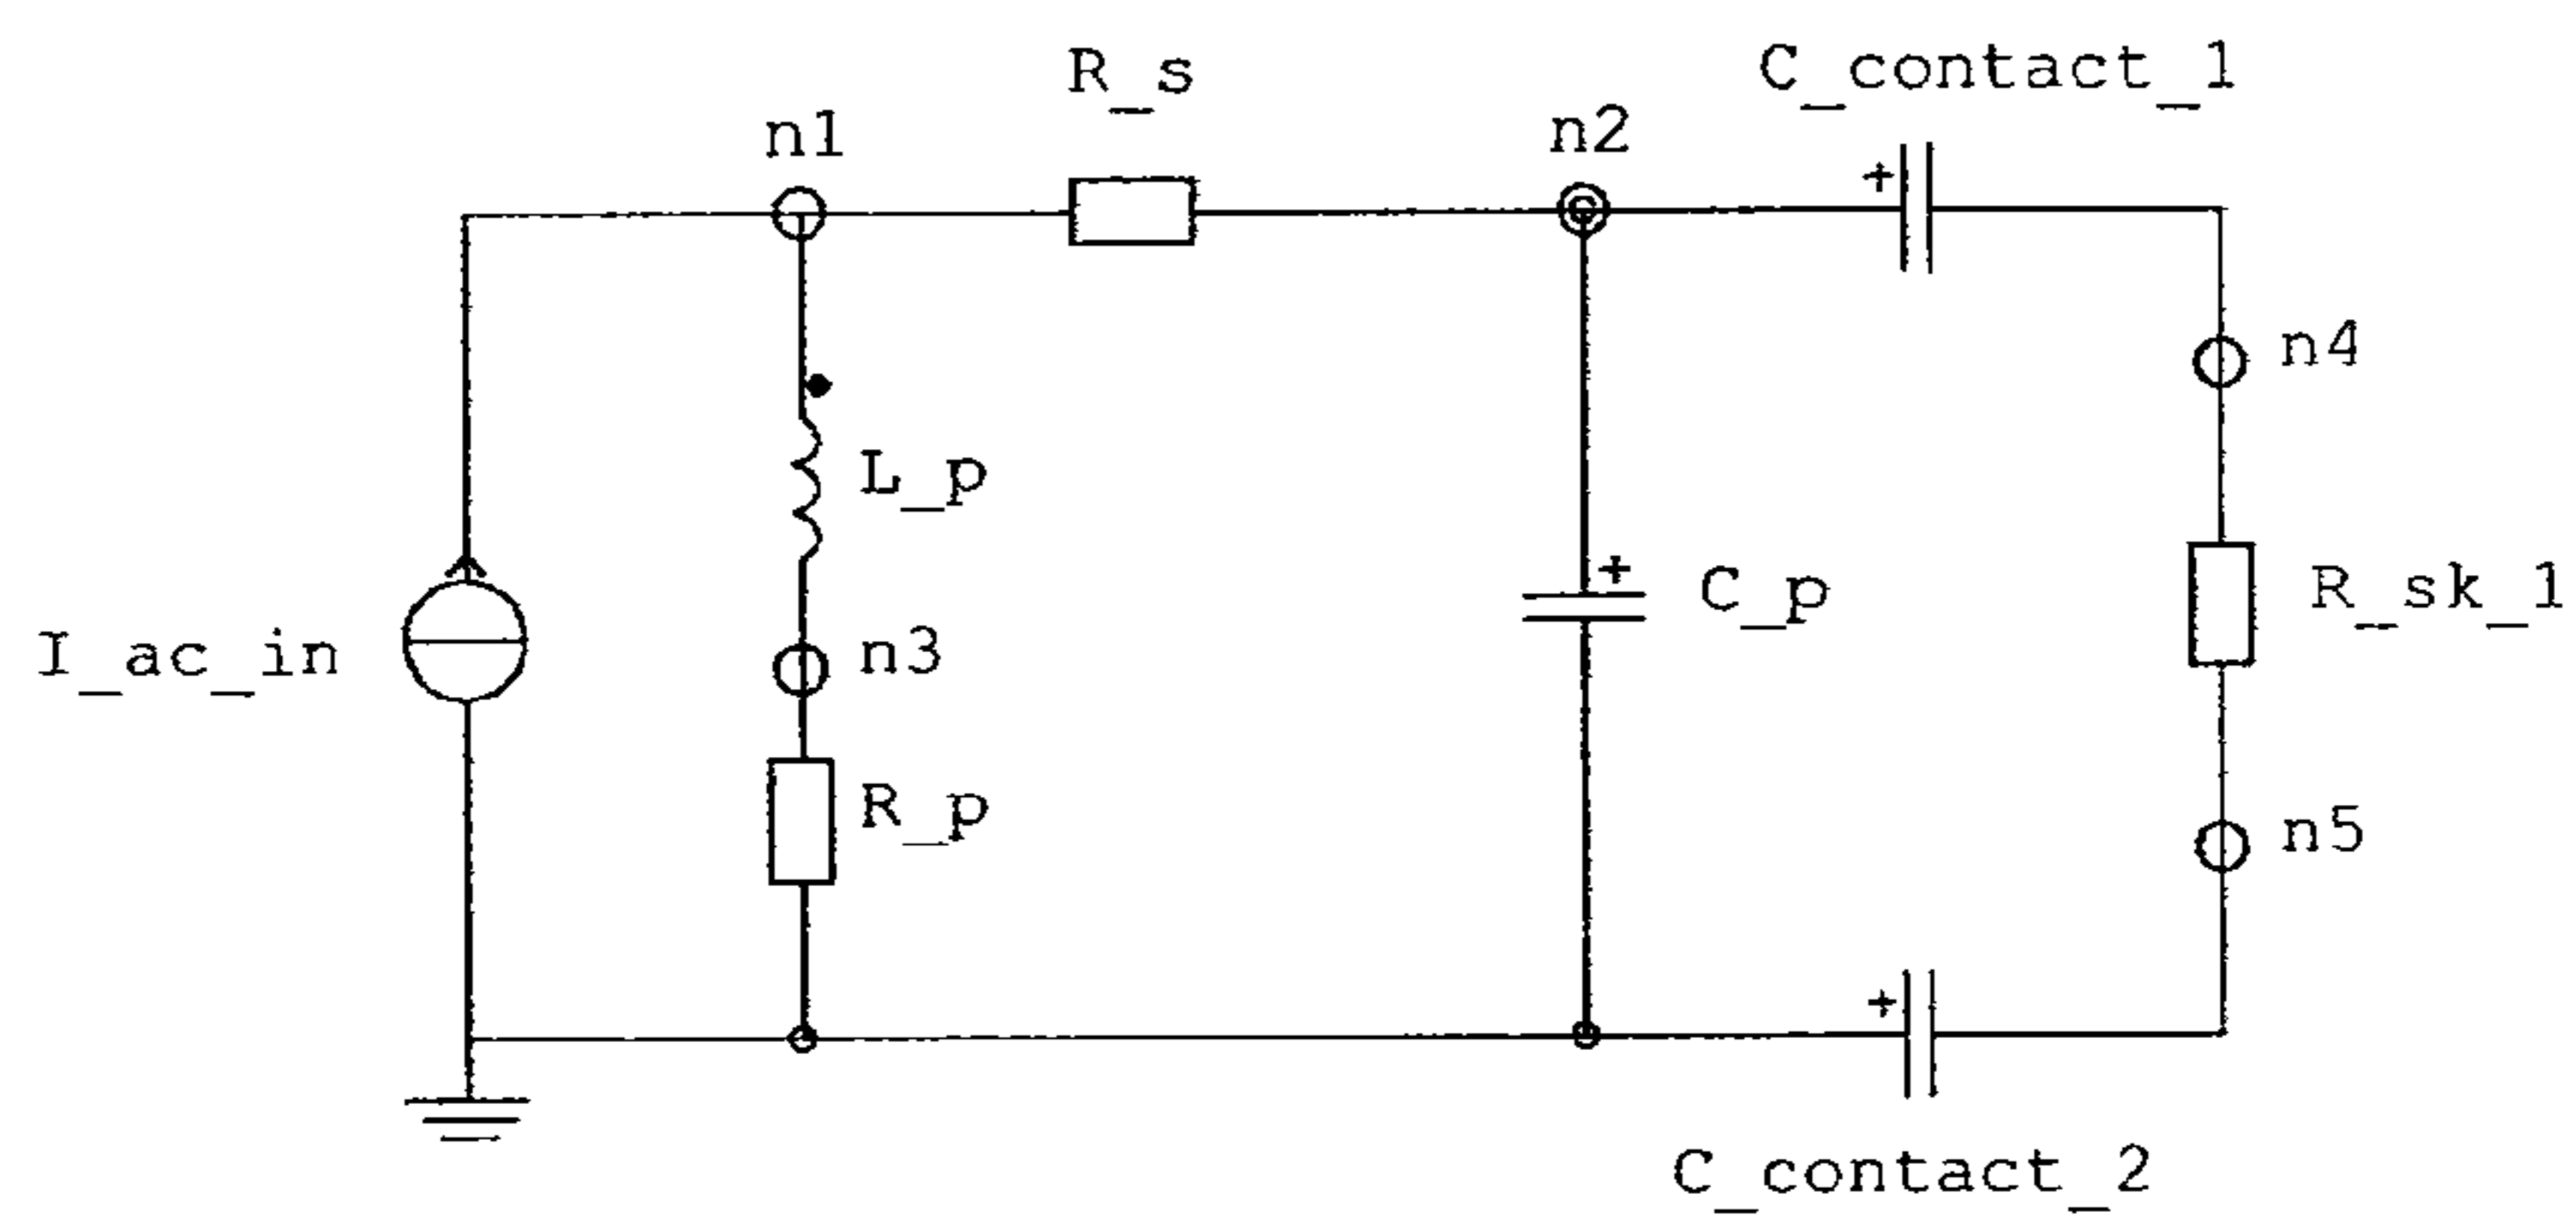 R_s
C_contact_1
n1
n2
n4
L_p
C_p
R_sk_1
I_ac_in
n3
R_p
n5
C_contact_2